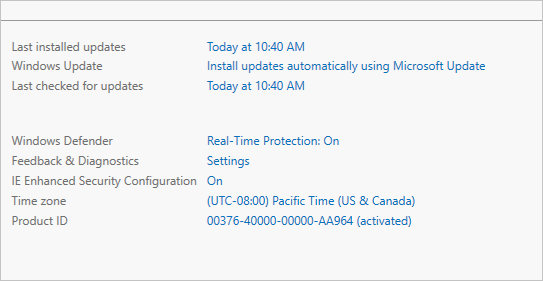 Last installed updates Today at 10:40 AM
Windows Update Install updates automatically using Microsoft Update
Last checked for updates Today at 10:40 AM
Windows Defender Real-Time Protection: On
Feedback & Diagnostics Settings
IE Enhanced Security Configuration On
Time zone (UTC-08:00) Pacific Time (US & Canada)
Product ID 00376-40000-00000-AA964 (activated)